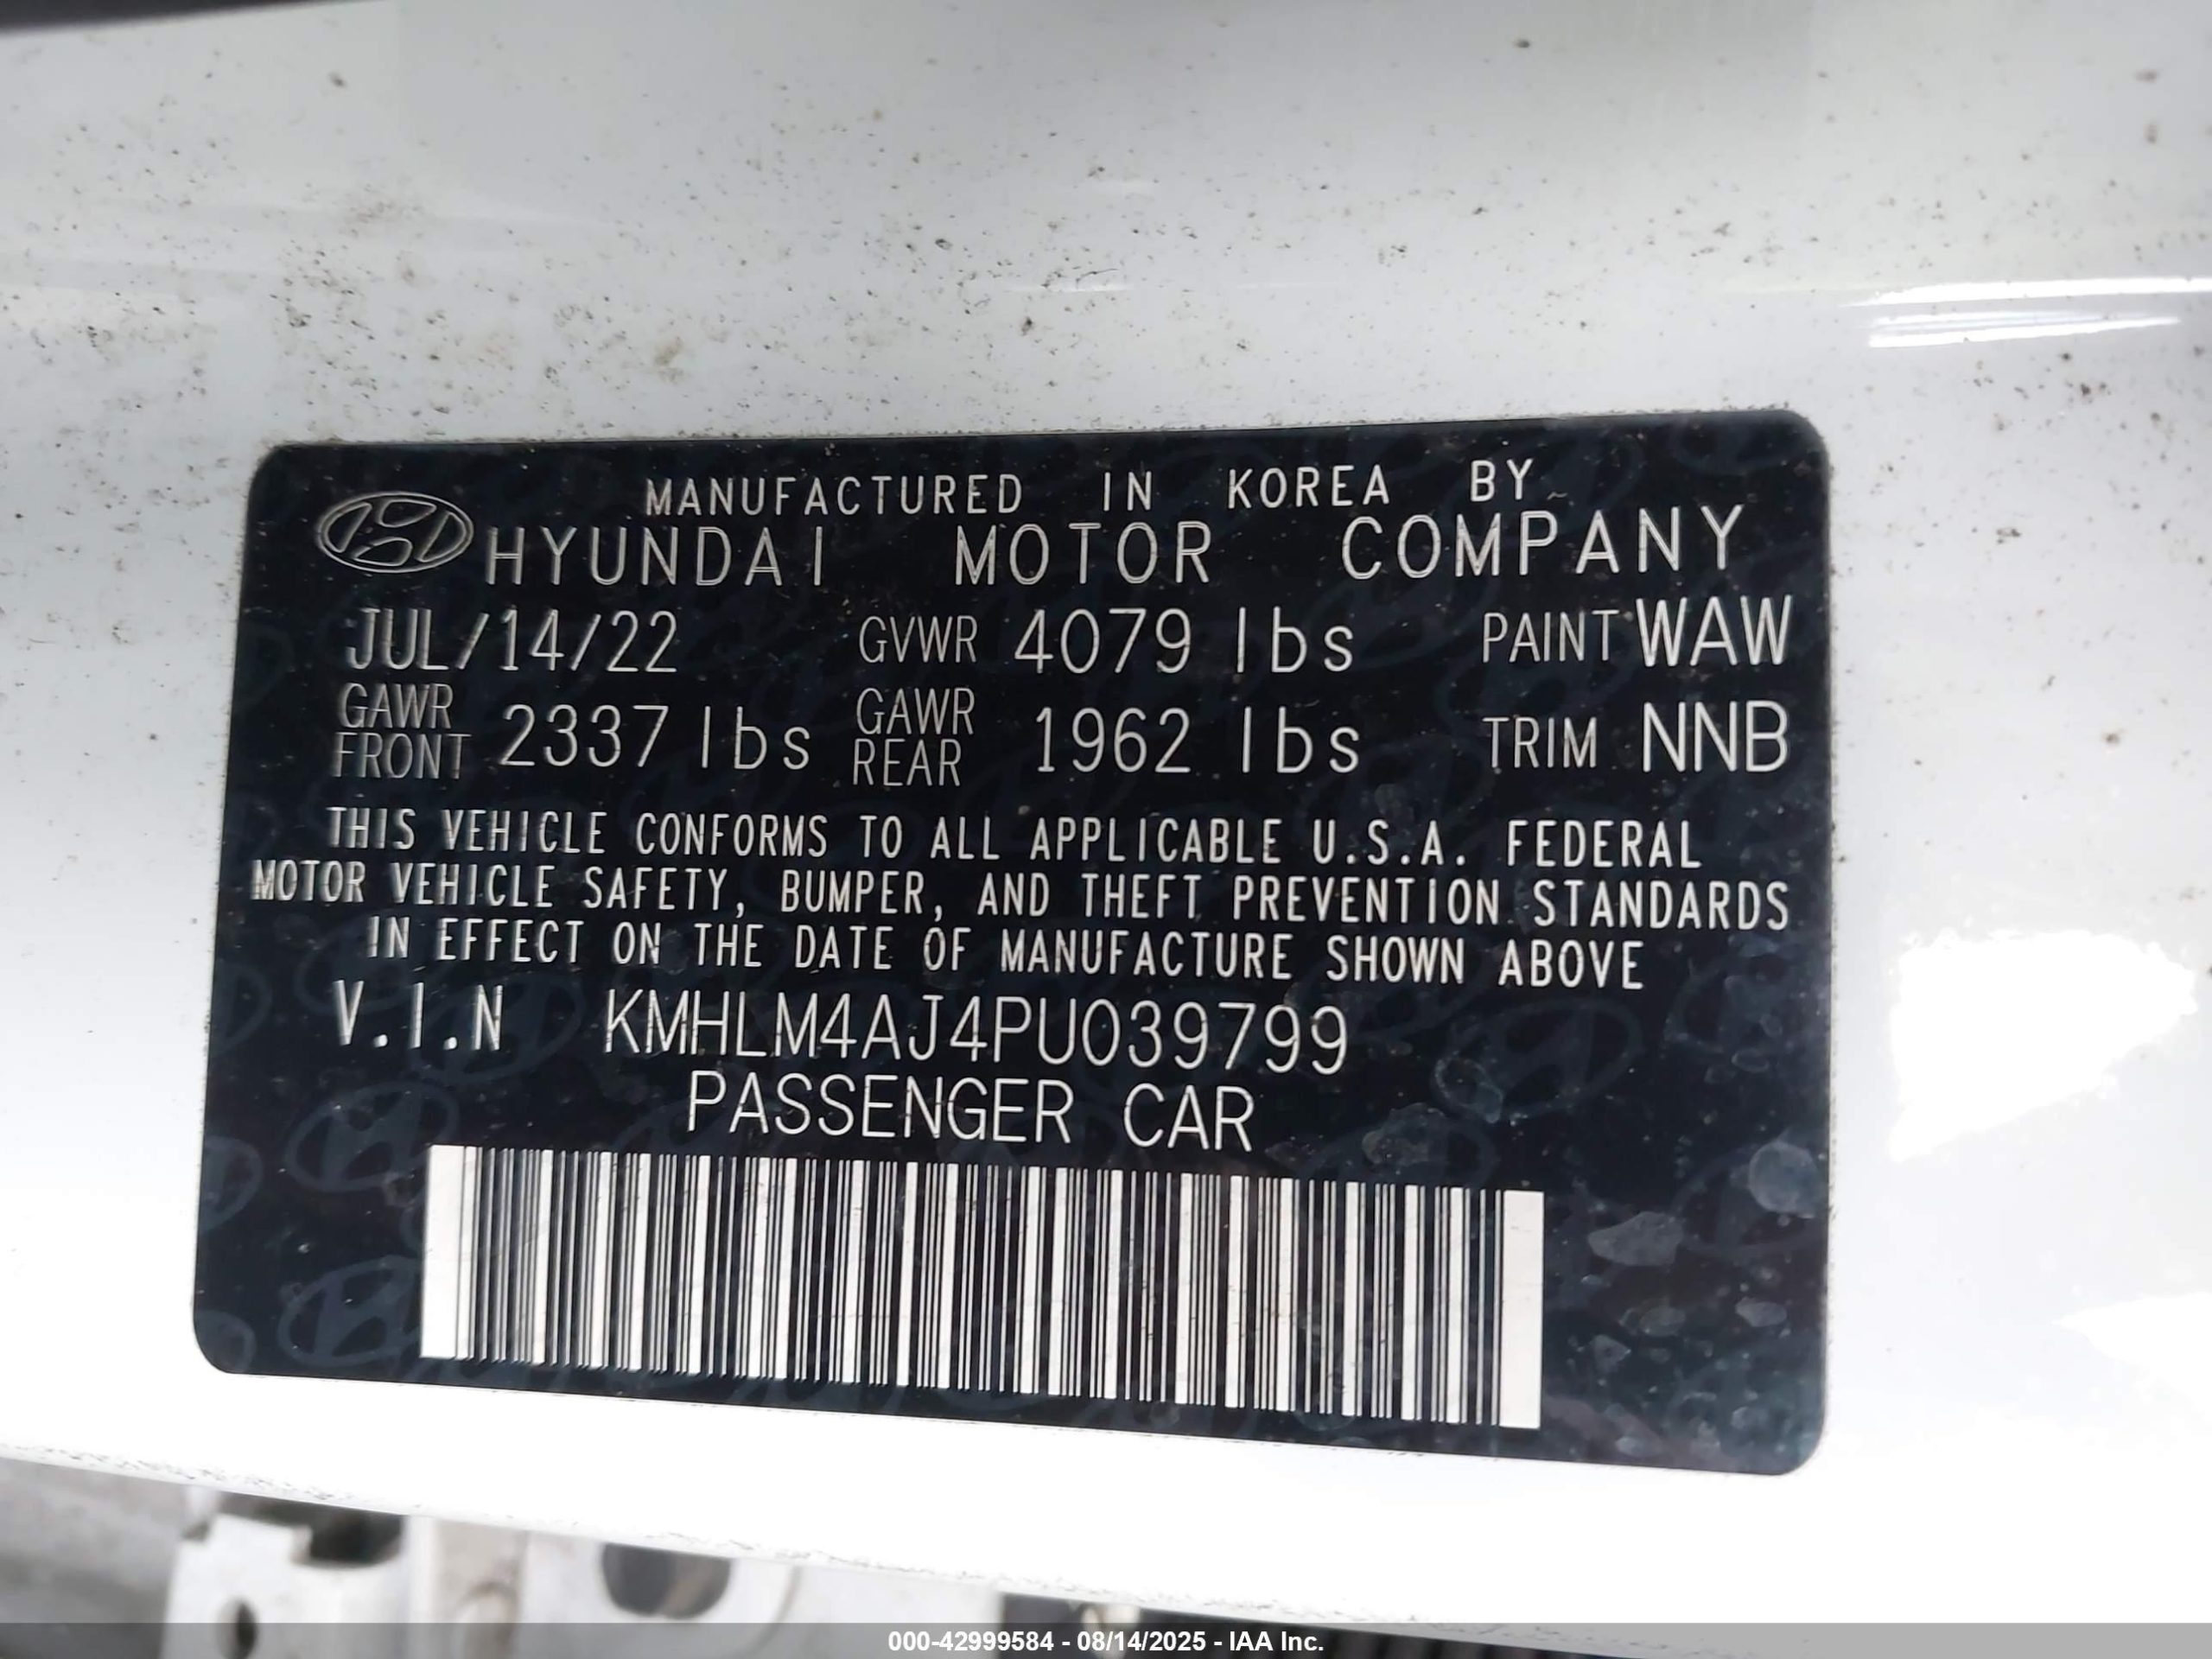 MANUFACTURED IN KOREA BY
HYUNDAI MOTOR COMPANY
JUL/14/22 GVWR 4079 lbs PAINT WAW
GAWR FRONT 2337 lbs GAWR REAR 1962 lbs TRIM NNB
THIS VEHICLE CONFORMS TO ALL APPLICABLE U.S.A. FEDERAL
MOTOR VEHICLE SAFETY, BUMPER, AND THEFT PREVENTION STANDARDS
IN EFFECT ON THE DATE OF MANUFACTURE SHOWN ABOVE
V.I.N KMHLM4AJ4PU039799
PASSENGER CAR
000-42999584 - 08/14/2025 - IAA Inc.